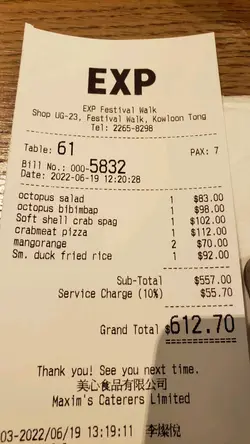 EXP
EXP Festival Walk
Shop UG-23, Festival Walk, Kowloon Tong
Tel: 2265-8298
Table: 61 PAX: 7
Bill No.: 000-5832
Date: 2022-06-19 12:20:28
octopus salad 1 $83.00
octopus bibimbap 1 $98.00
Soft shell crab spag 1 $102.00
crabmeat pizza 1 $112.00
mangorange 2 $70.00
Sm. duck fried rice 1 $92.00
Sub-Total $557.00
Service Charge (10%) $55.70
Grand Total $612.70
Thank you! See you next time.
美心食品有限公司
Maxim's Caterers Limited
03-2022/06/19 13:19:11 李燦悅